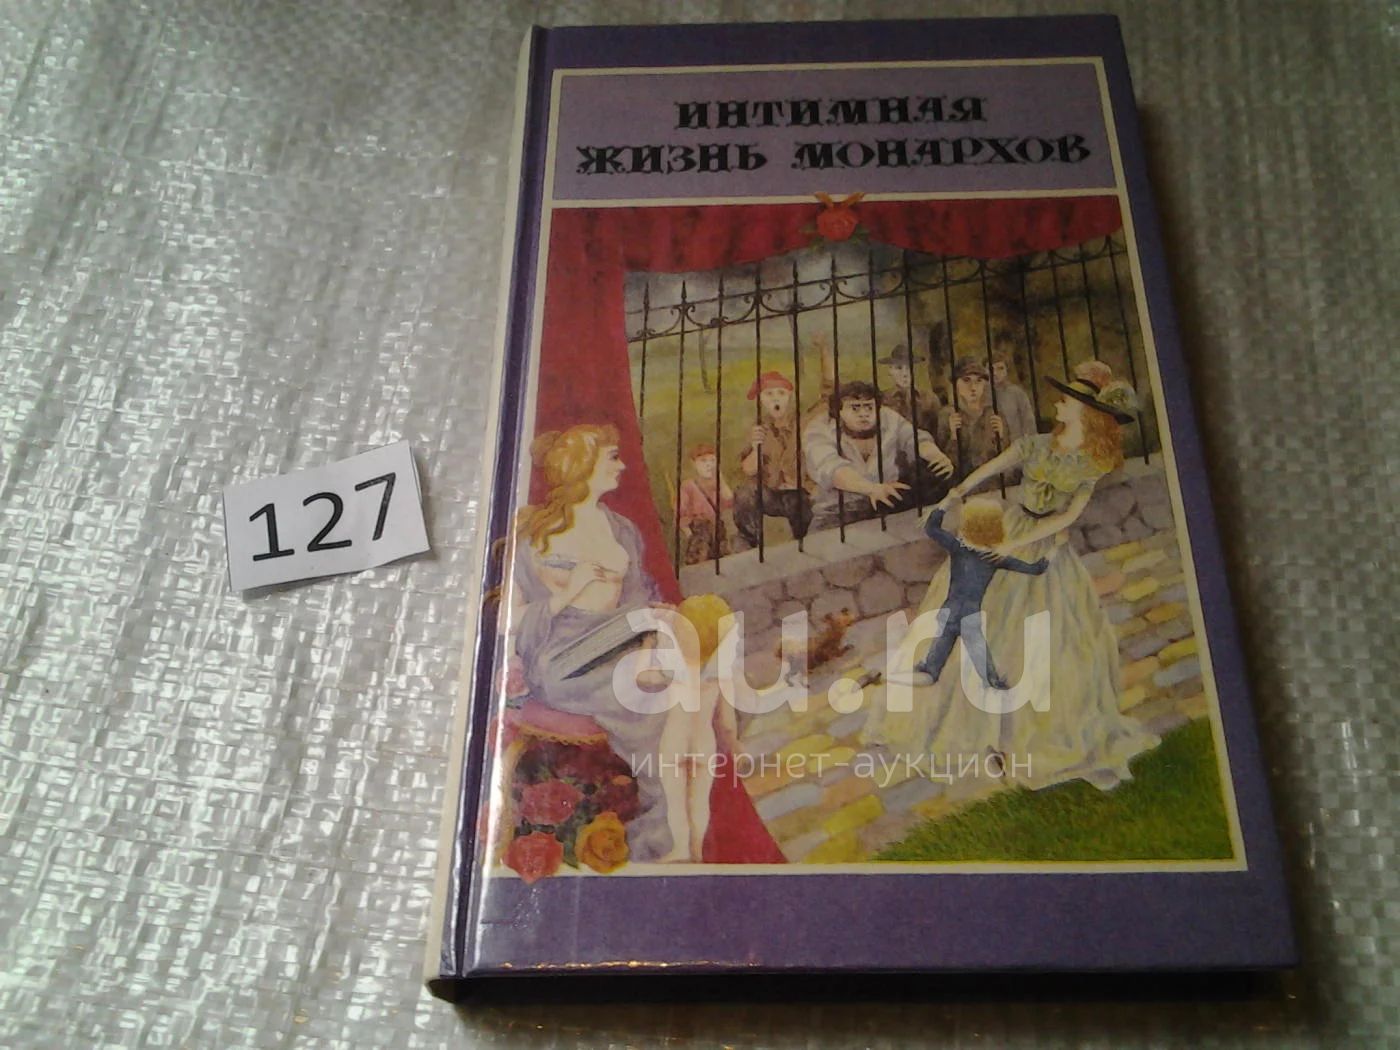 ИНТИМНАЯ
ЖИЗНЬ МОНАРХОВ
127
au.ru
интернет-аукцион